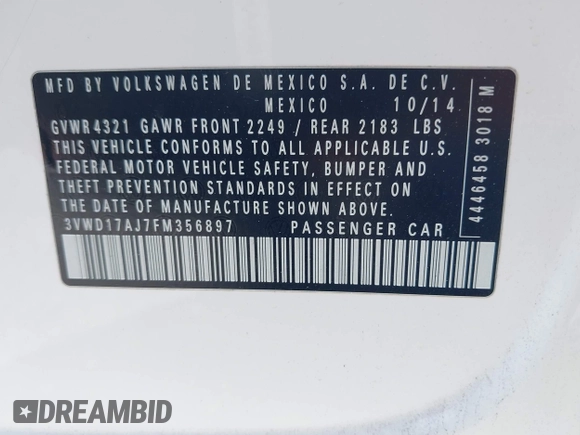 MFD BY VOLKSWAGEN DE MEXICO S.A. DE C.V.
MEXICO 10/14
GVWR 4321 GAWR FRONT 2249 / REAR 2183 LBS
THIS VEHICLE CONFORMS TO ALL APPLICABLE U.S.
FEDERAL MOTOR VEHICLE SAFETY, BUMPER AND
THEFT PREVENTION STANDARDS IN EFFECT ON
THE DATE OF MANUFACTURE SHOWN ABOVE.
3VWD17AJ7FM356897 PASSENGER CAR
4446458 3018 M
DREAMBID